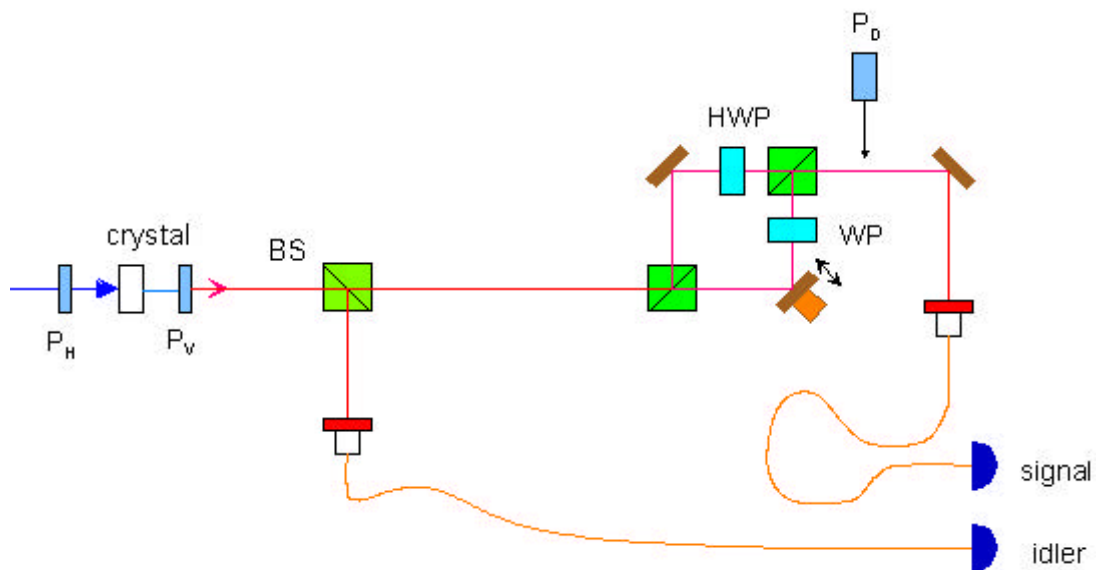 P_D
HWP
crystal
WP
BS
P_H
P_V
signal
idler